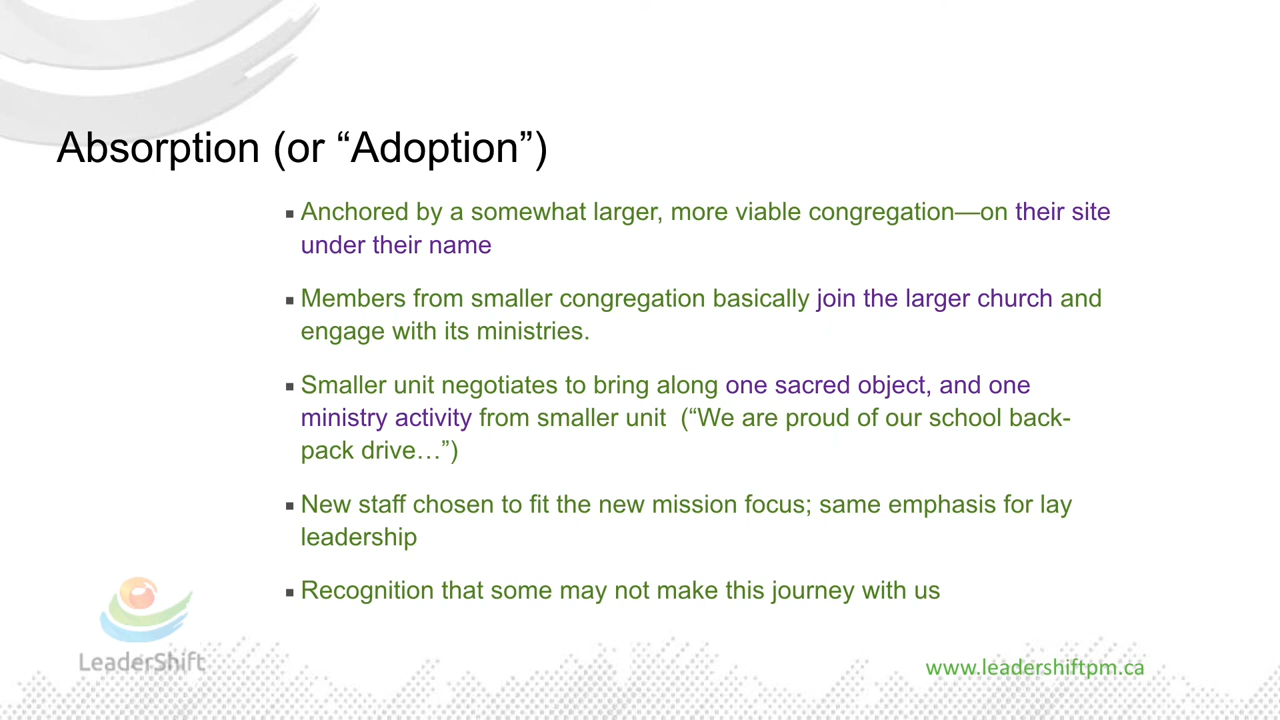 Absorption (or “Adoption”)
Anchored by a somewhat larger, more viable congregation—on their site
under their name
Members from smaller congregation basically join the larger church and
engage with its ministries.
Smaller unit negotiates to bring along one sacred object, and one
ministry activity from smaller unit  (“We are proud of our school back-
pack drive…”)
New staff chosen to fit the new mission focus; same emphasis for lay
leadership
Recognition that some may not make this journey with us
LeaderShift
www.leadershiftpm.ca